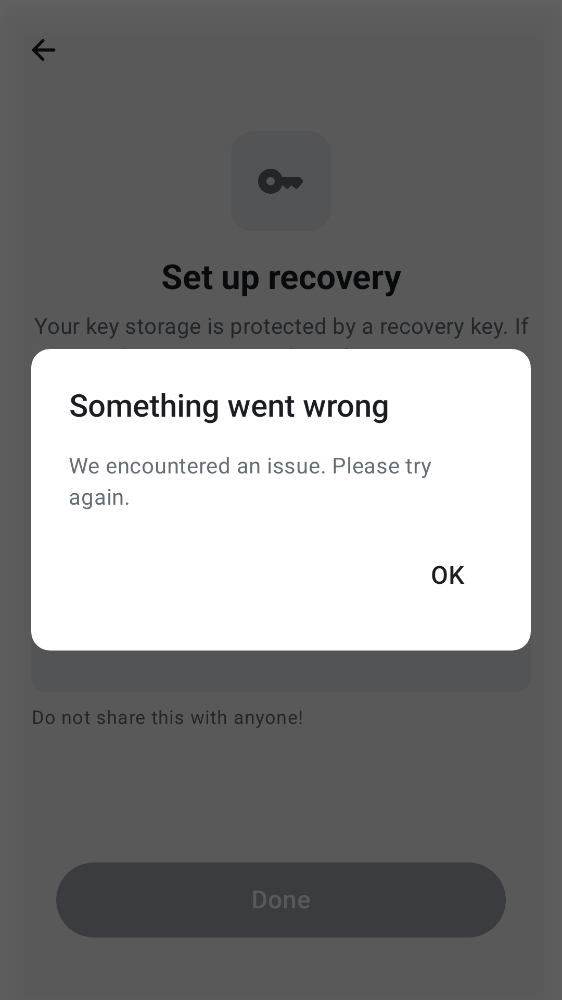 Set up recovery
Your key storage is protected by a recovery key. If
Something went wrong
We encountered an issue. Please try
again.
OK
Do not share this with anyone!
Done